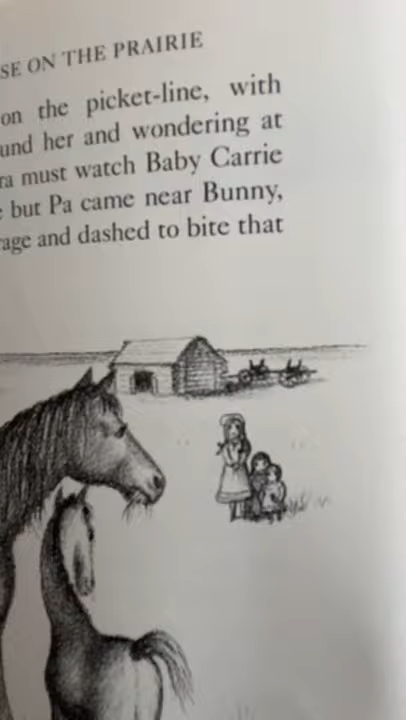 SE ON THE PRAIRIE
on the picket-line, with
und her and wondering at
ra must watch Baby Carrie
but Pa came near Bunny,
age and dashed to bite that